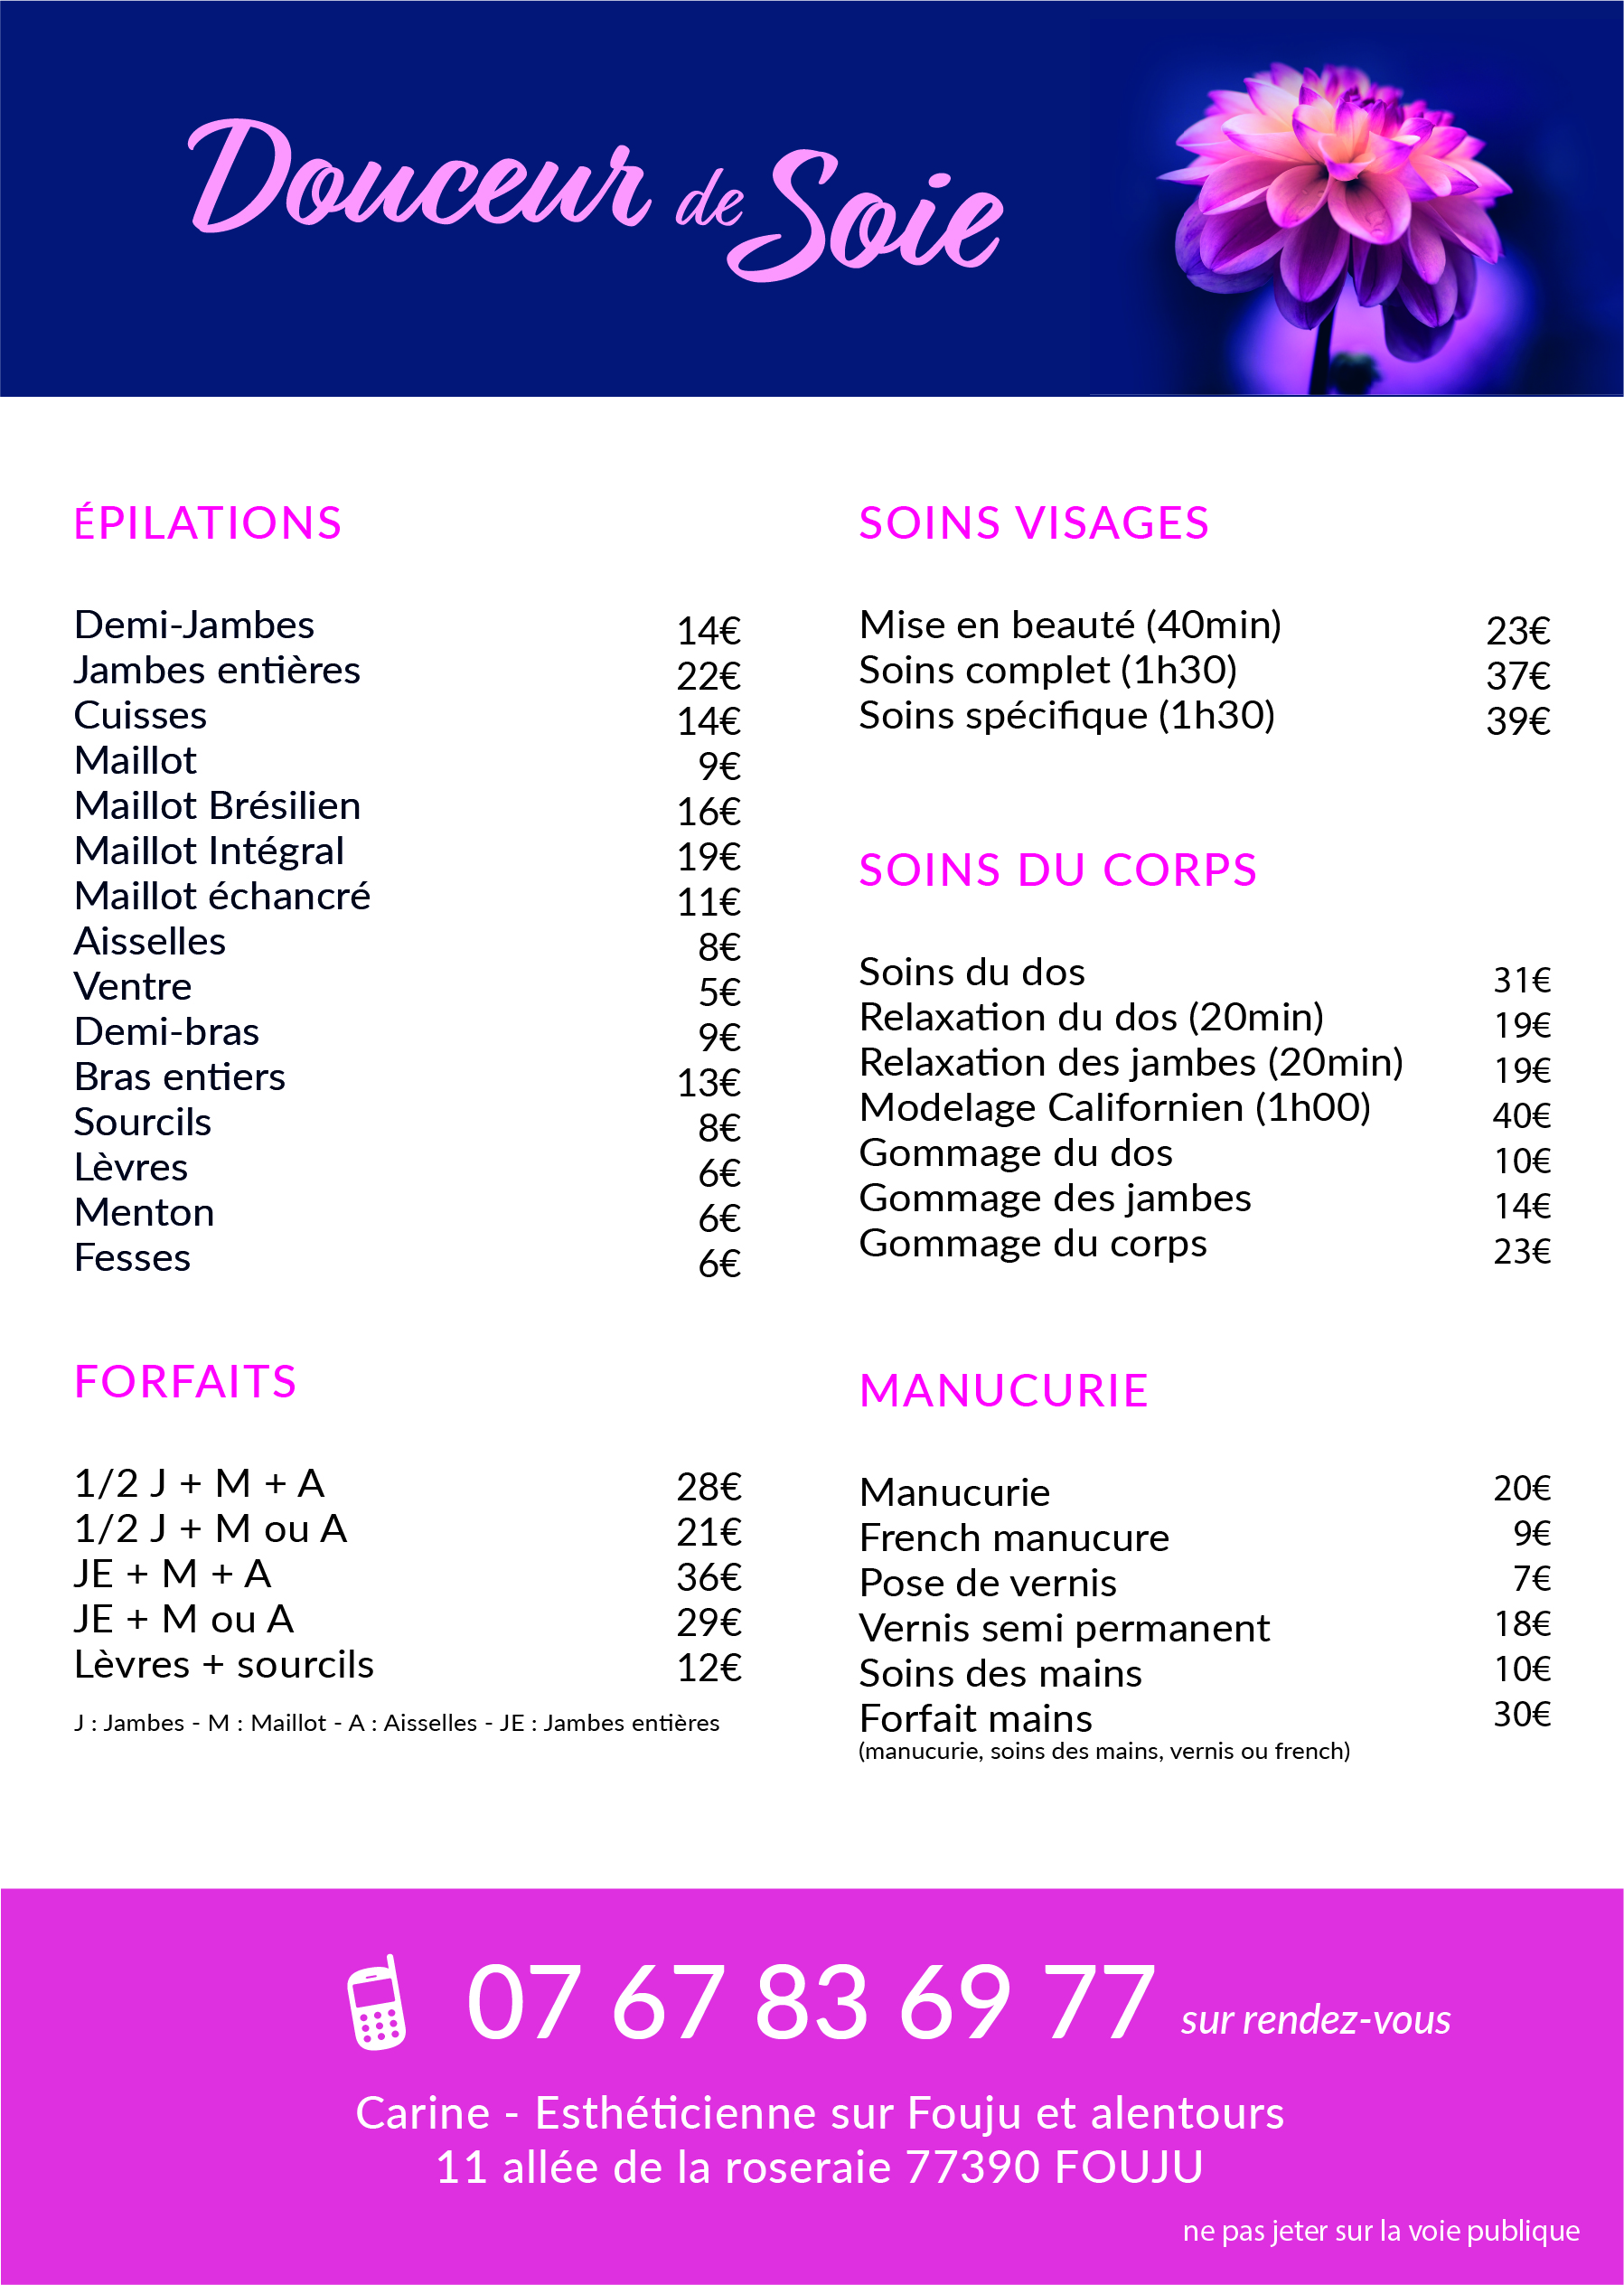 Douceur de Soie
ÉPILATIONS
Demi-Jambes 14€
Jambes entières 22€
Cuisses 14€
Maillot 9€
Maillot Brésilien 16€
Maillot Intégral 19€
Maillot échancré 11€
Aisselles 8€
Ventre 5€
Demi-bras 9€
Bras entiers 13€
Sourcils 8€
Lèvres 6€
Menton 6€
Fesses 6€
FORFAITS
1/2 J + M + A 28€
1/2 J + M ou A 21€
JE + M + A 36€
JE + M ou A 29€
Lèvres + sourcils 12€
J : Jambes - M : Maillot - A : Aisselles - JE : Jambes entières
SOINS VISAGES
Mise en beauté (40min) 23€
Soins complet (1h30) 37€
Soins spécifique (1h30) 39€
SOINS DU CORPS
Soins du dos 31€
Relaxation du dos (20min) 19€
Relaxation des jambes (20min) 19€
Modelage Californien (1h00) 40€
Gommage du dos 10€
Gommage des jambes 14€
Gommage du corps 23€
MANUCURIE
Manucurie 20€
French manucure 9€
Pose de vernis 7€
Vernis semi permanent 18€
Soins des mains 10€
Forfait mains 30€
(manucurie, soins des mains, vernis ou french)
07 67 83 69 77 sur rendez-vous
Carine - Esthéticienne sur Fouju et alentours
11 allée de la roseraie 77390 FOUJU
ne pas jeter sur la voie publique